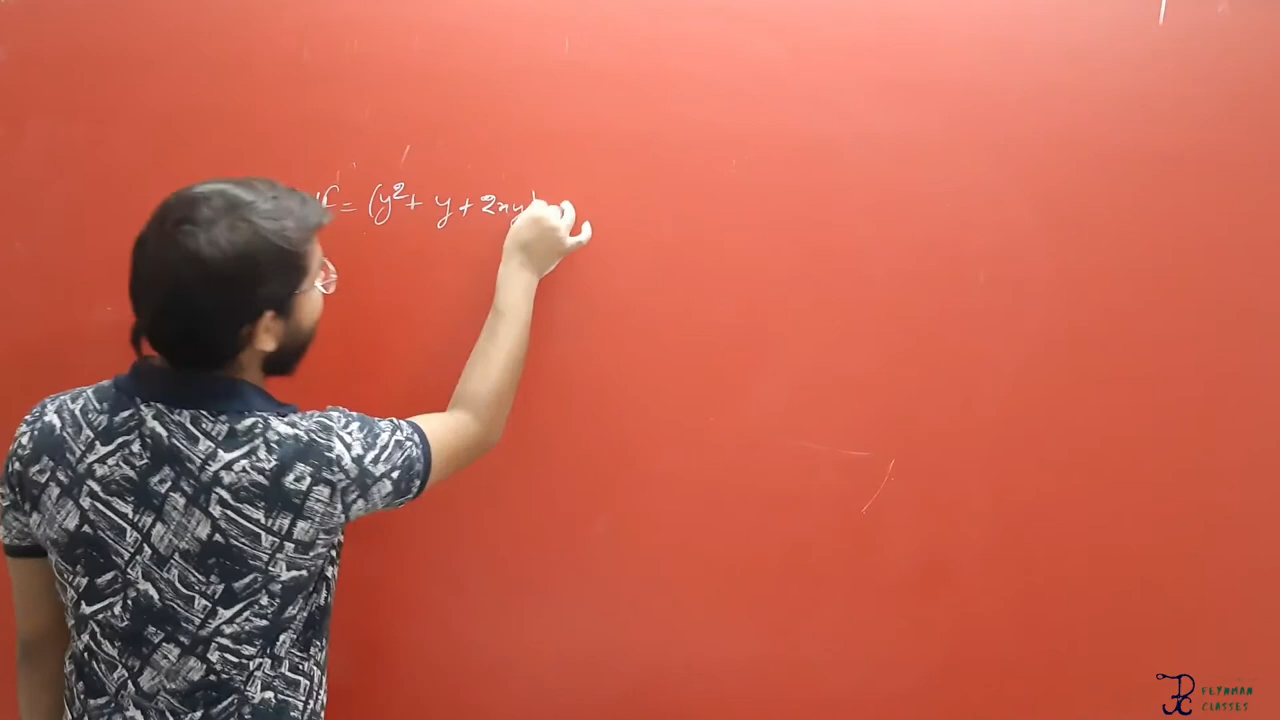 f = (y² + y + 2xy)
FEYNMAN
CLASSES